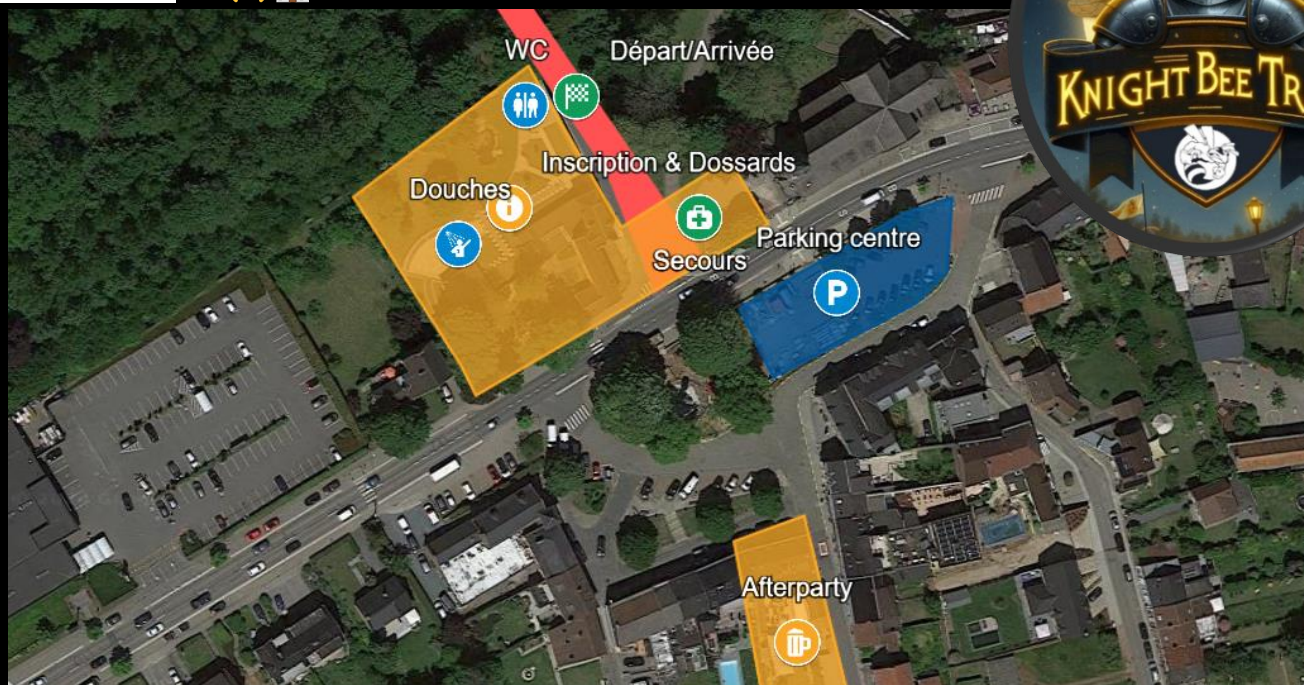 KNIGHT BEE TR
WC
Départ/Arrivée
Inscription & Dossards
Douches
Secours
Parking centre
P
Afterparty